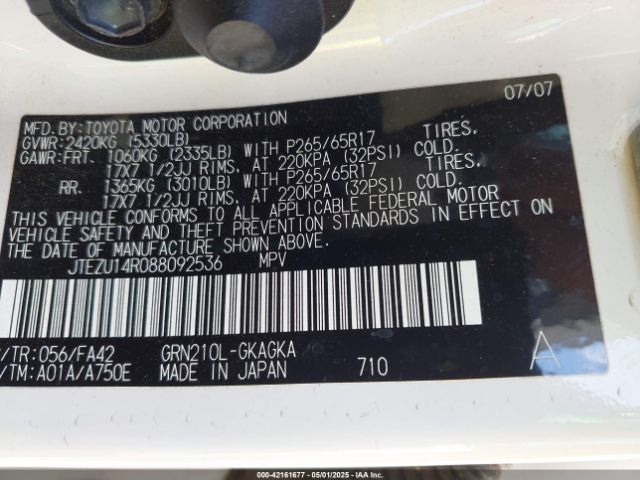 MFD. BY: TOYOTA MOTOR CORPORATION 07/07
GVWR: 2420KG (5330LB)
GAWR: FRT. 1060KG (2335LB) WITH P265/65R17 TIRES,
17X7 1/2JJ RIMS, AT 220KPA (32PSI) COLD.
RR. 1365KG (3010LB) WITH P265/65R17 TIRES,
17X7 1/2JJ RIMS, AT 220KPA (32PSI) COLD.
THIS VEHICLE CONFORMS TO ALL APPLICABLE FEDERAL MOTOR
VEHICLE SAFETY AND THEFT PREVENTION STANDARDS IN EFFECT ON
THE DATE OF MANUFACTURE SHOWN ABOVE.
JTEZU14R088092536 MPV
/TR: 056/FA42 GRN210L-GKAGKA
/TM: A01A/A750E MADE IN JAPAN 710 A
000-42161677 - 05/01/2025 - IAA Inc.